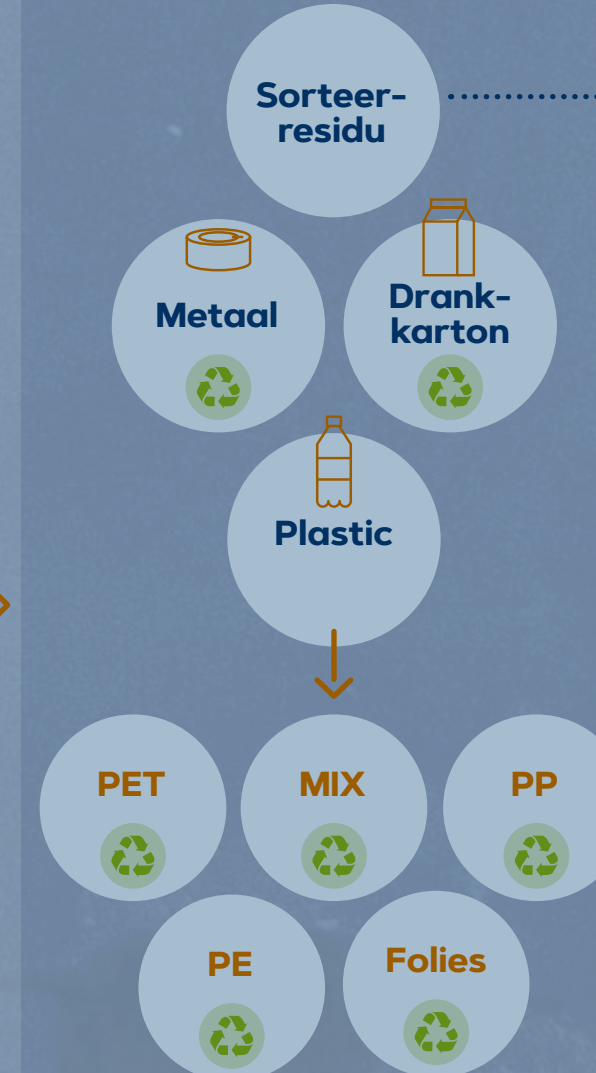 Sorteer-
residu
Metaal
Drank-
karton
Plastic
PET
MIX
PP
PE
Folies